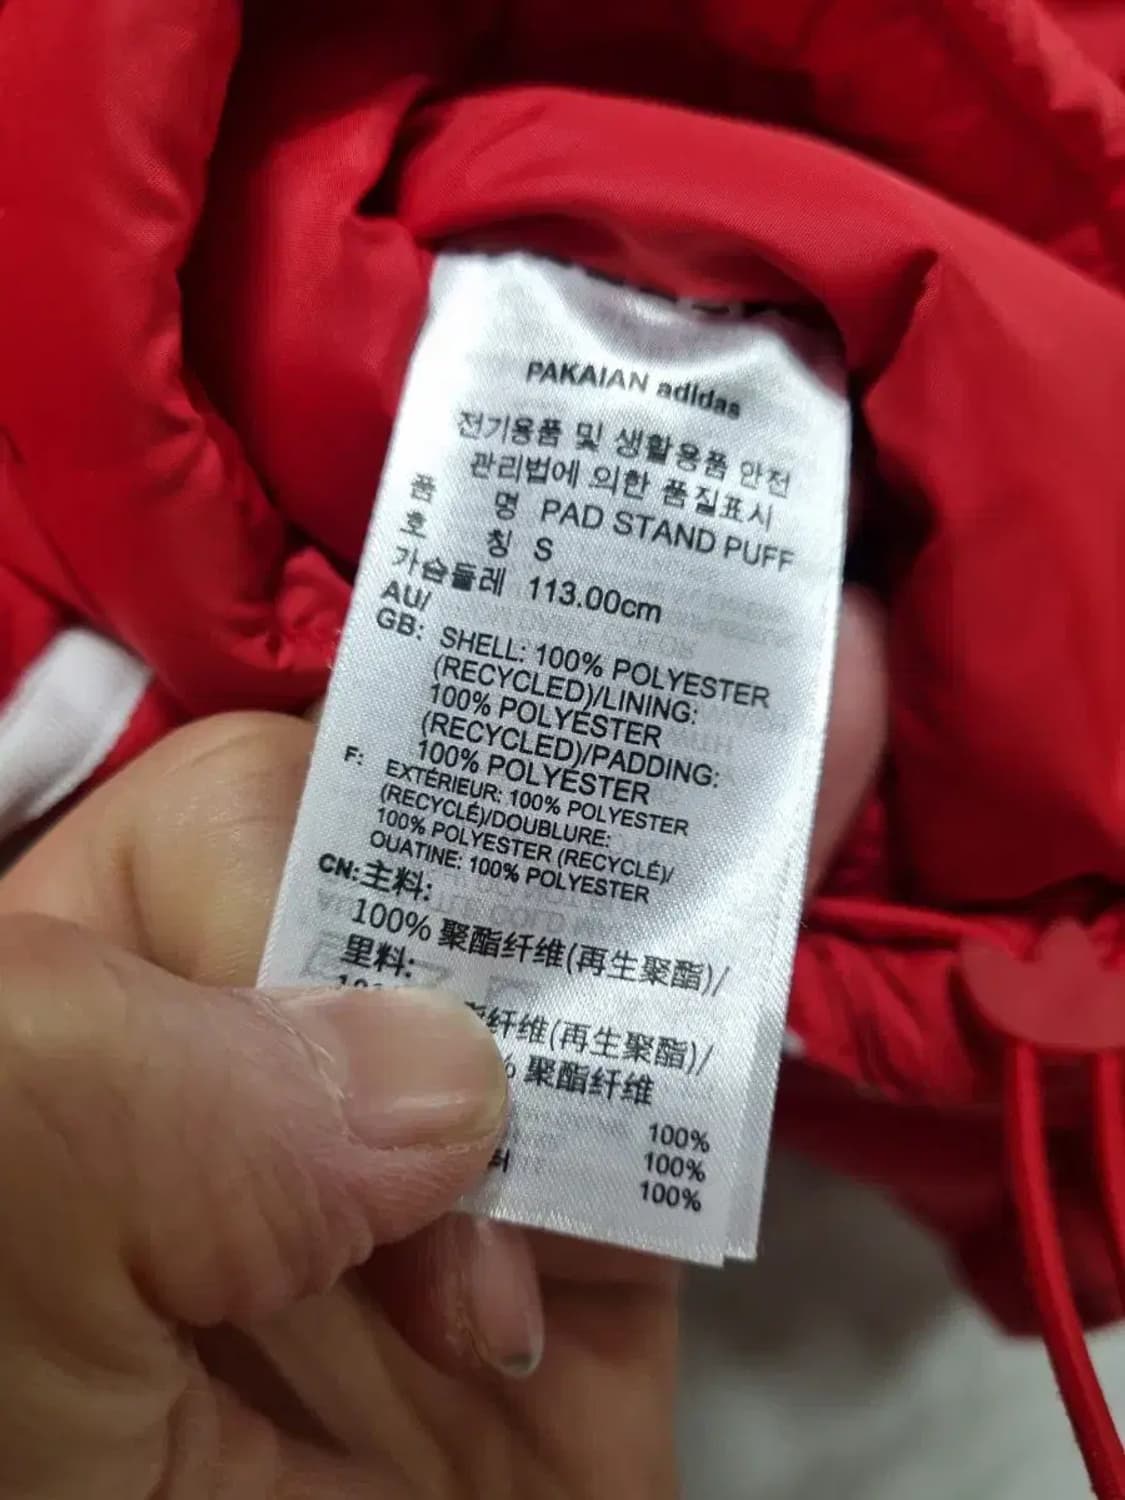 PAKAIAN adidas
전기용품 및 생활용품 안전
관리법에 의한 품질표시
품 명 PAD STAND PUFF
호 칭 S
가슴둘레 113.00cm
AU/
GB: SHELL: 100% POLYESTER
(RECYCLED)/LINING:
100% POLYESTER
(RECYCLED)/PADDING:
100% POLYESTER
F: EXTÉRIEUR: 100% POLYESTER
(RECYCLÉ)/DOUBLURE:
100% POLYESTER (RECYCLÉ)/
OUATINE: 100% POLYESTER
CN: 主料:
100% 聚酯纤维(再生聚酯)/
里料:
纤维(再生聚酯)/
% 聚酯纤维
100%
100%
100%